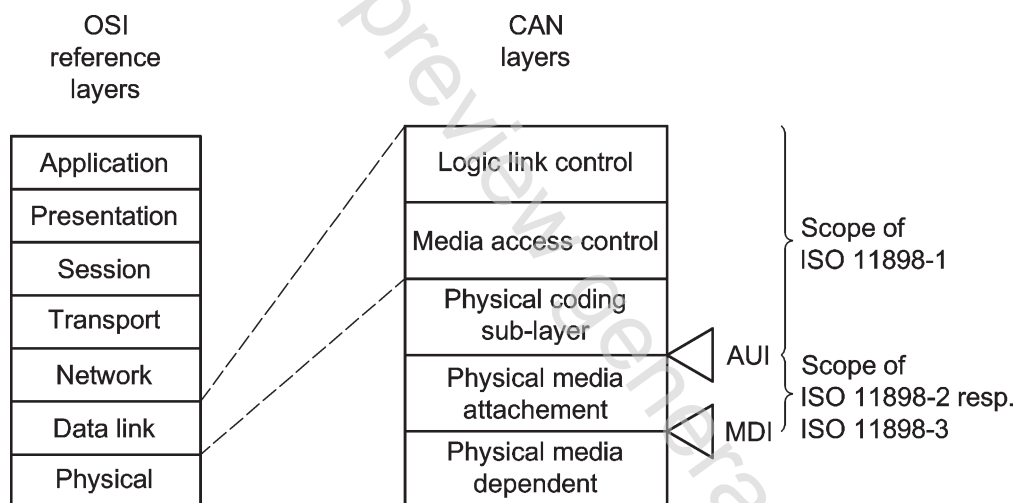 OSI
reference
layers
CAN
layers
Application
Presentation
Session
Transport
Network
Data link
Physical
Logic link control
Media access control
Physical coding
sub-layer
Physical media
attachement
Physical media
dependent
AUI
MDI
Scope of
ISO 11898-1
Scope of
ISO 11898-2 resp.
ISO 11898-3
preview genera